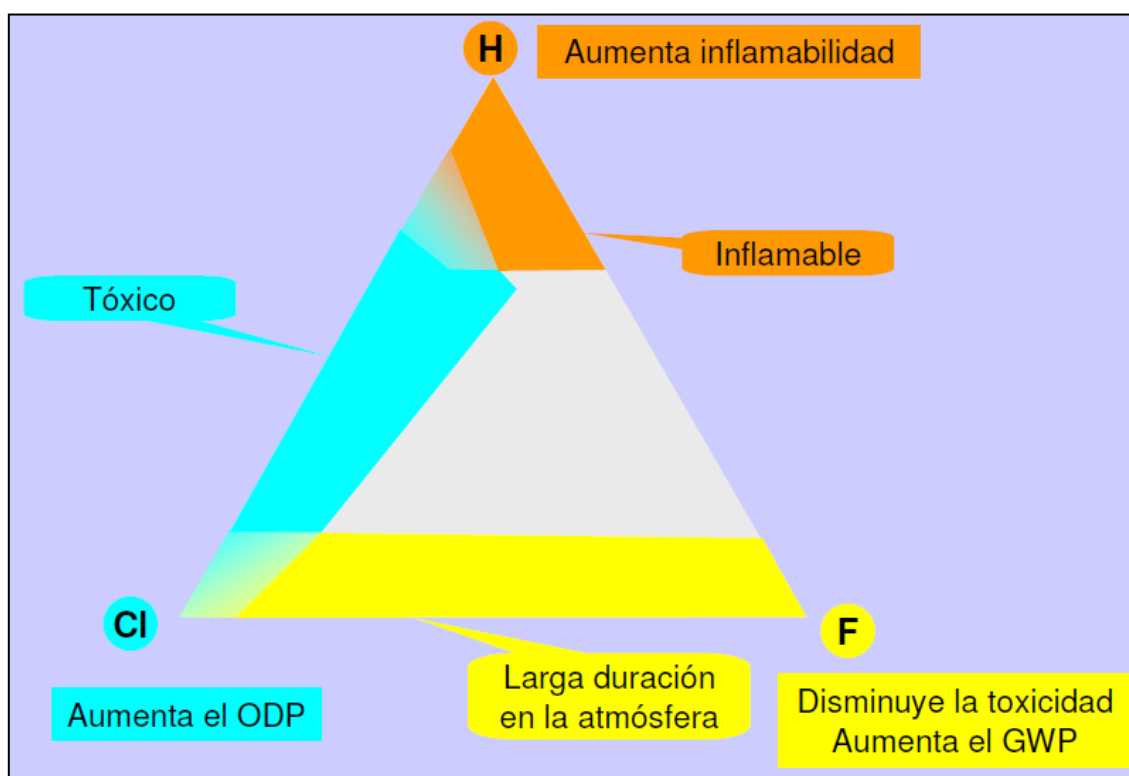 H
Aumenta inflamabilidad
Inflamable
Tóxico
Cl
F
Larga duración
en la atmósfera
Aumenta el ODP
Disminuye la toxicidad
Aumenta el GWP